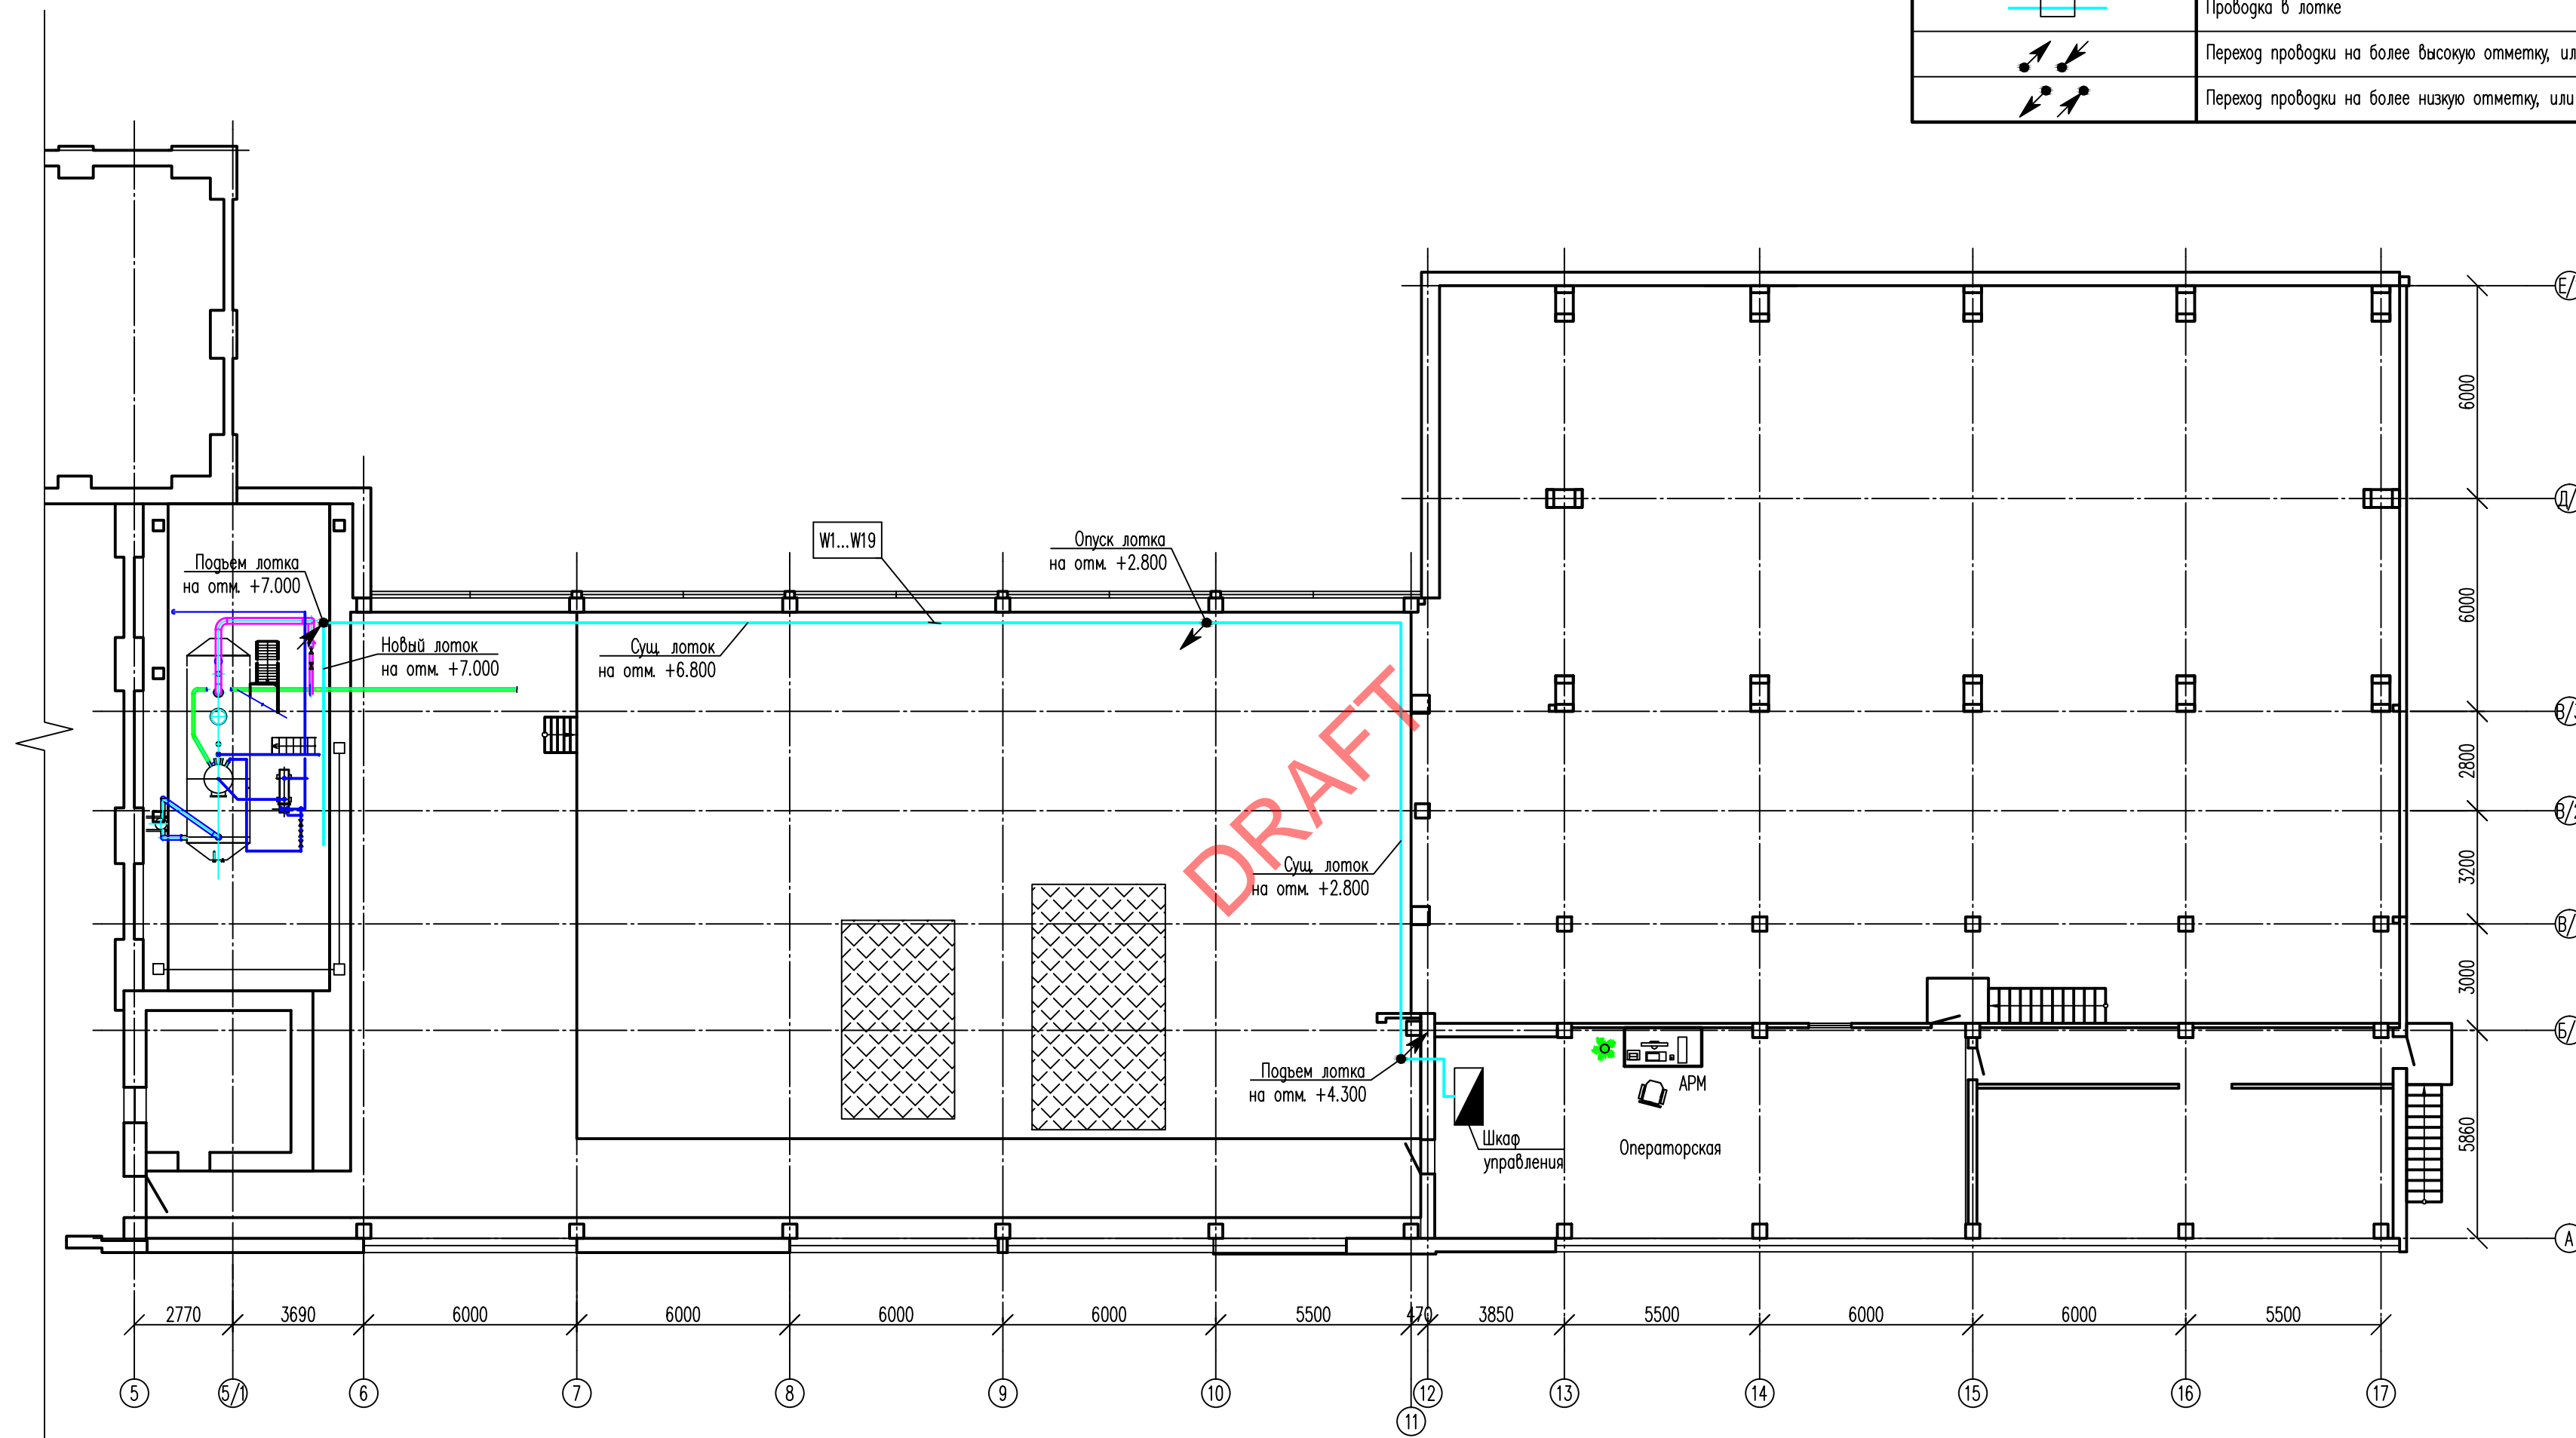 Проводка в лотке
Переход проводки на более высокую отметку,
Переход проводки на более низкую отметку, или
Е/
Д/
6000
6000
2800
3200
3000
5860
В/
В/2
В/
Б/
А
W1...W19
Опуск лотка
на отм. +2.800
Подъем лотка
на отм. +7.000
Новый лоток
на отм. +7.000
Сущ. лоток
на отм. +6.800
DRAFT
Сущ. лоток
на отм. +2.800
Подъем лотка
на отм. +4.300
АРМ
Шкаф
управления
Операторская
2770 3690 6000 6000 6000 6000 5500 470 3850 5500 6000 6000 5500
5 5/1 6 7 8 9 10 12 13 14 15 16 17
11